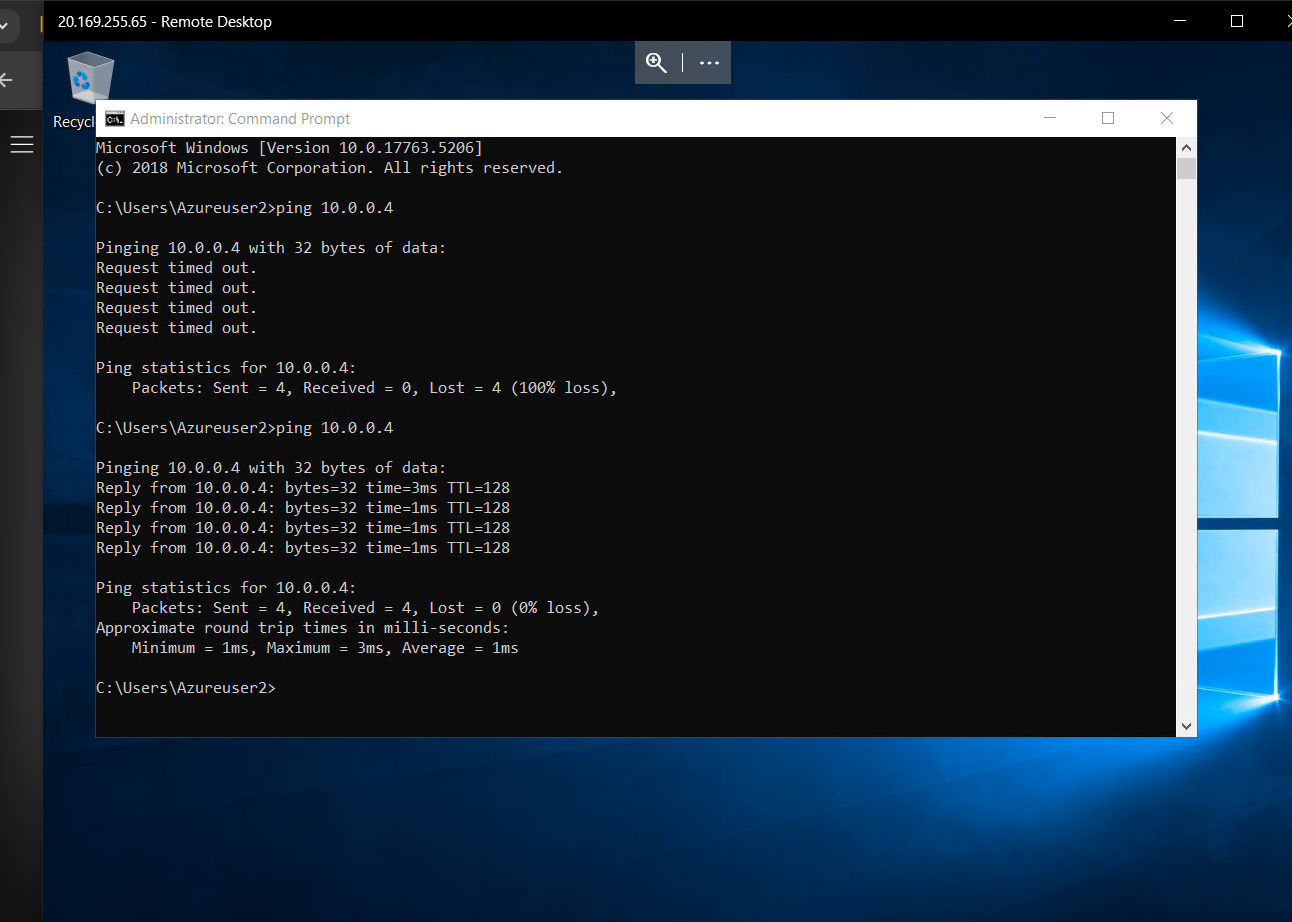 20.169.255.65 - Remote Desktop
Recycl
Administrator: Command Prompt
Microsoft Windows [Version 10.0.17763.5206]
(c) 2018 Microsoft Corporation. All rights reserved.
C:\Users\Azureuser2>ping 10.0.0.4
Pinging 10.0.0.4 with 32 bytes of data:
Request timed out.
Request timed out.
Request timed out.
Request timed out.
Ping statistics for 10.0.0.4:
    Packets: Sent = 4, Received = 0, Lost = 4 (100% loss),
C:\Users\Azureuser2>ping 10.0.0.4
Pinging 10.0.0.4 with 32 bytes of data:
Reply from 10.0.0.4: bytes=32 time=3ms TTL=128
Reply from 10.0.0.4: bytes=32 time=1ms TTL=128
Reply from 10.0.0.4: bytes=32 time=1ms TTL=128
Reply from 10.0.0.4: bytes=32 time=1ms TTL=128
Ping statistics for 10.0.0.4:
    Packets: Sent = 4, Received = 4, Lost = 0 (0% loss),
Approximate round trip times in milli-seconds:
    Minimum = 1ms, Maximum = 3ms, Average = 1ms
C:\Users\Azureuser2>